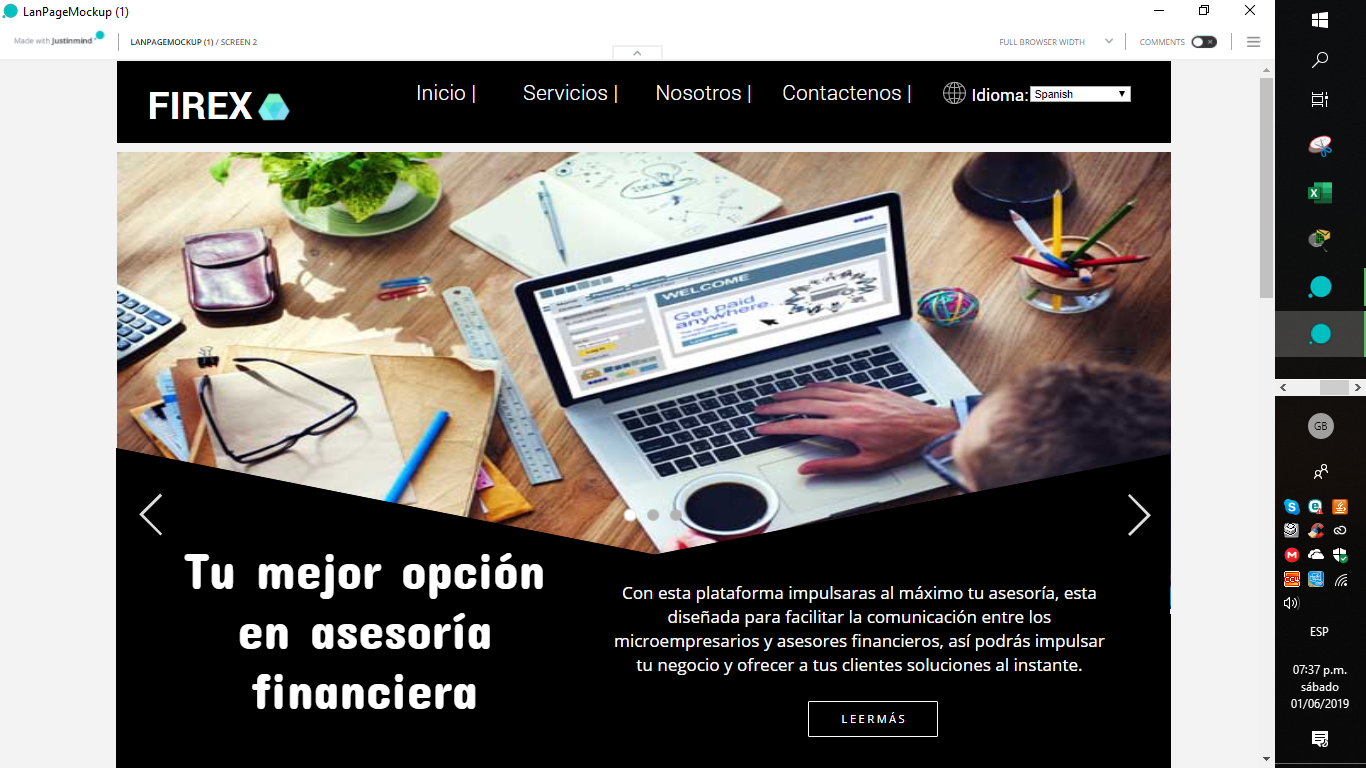 LanPageMockup (1)
Made with Justinmind
LANPAGEMOCKUP (1) / SCREEN 2
FULL BROWSER WIDTH
COMMENTS
FIREX
Inicio |
Servicios |
Nosotros |
Contactenos |
Idioma:
Spanish
IDEA
WELCOME
Get paid
anywhere.
Tu mejor opción
en asesoría
financiera
Con esta plataforma impulsaras al máximo tu asesoría, esta
diseñada para facilitar la comunicación entre los
microempresarios y asesores financieros, así podrás impulsar
tu negocio y ofrecer a tus clientes soluciones al instante.
LEERMÁS
GB
ESP
07:37 p.m.
sábado
01/06/2019